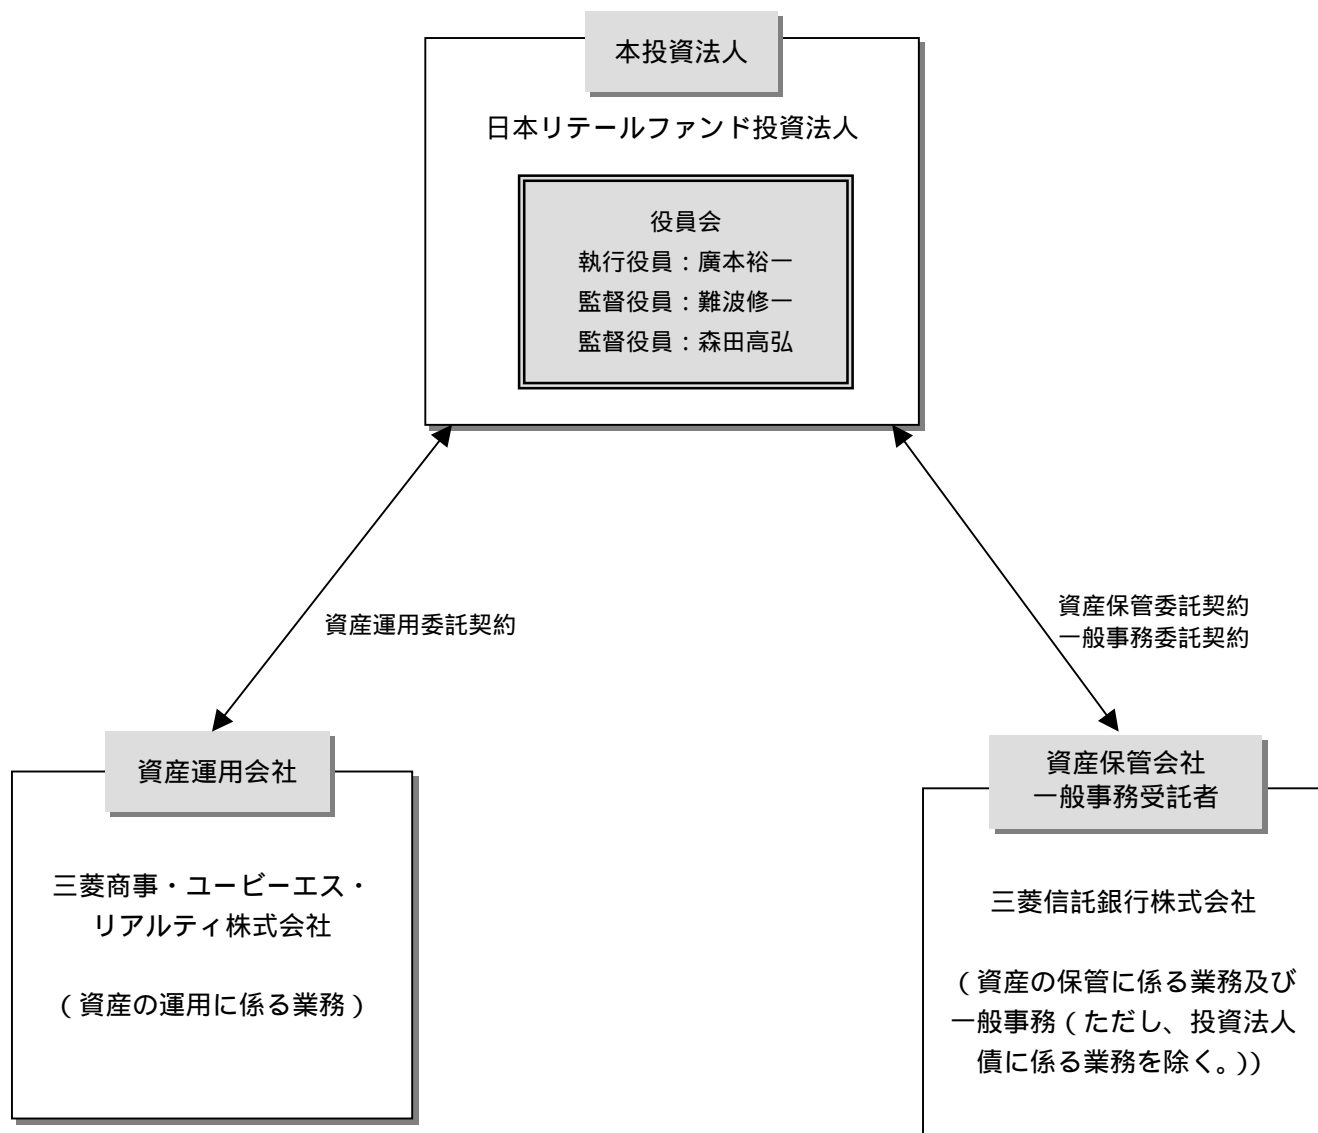 本投資法人
日本リテールファンド投資法人
役員会
執行役員：廣本裕一
監督役員：難波修一
監督役員：森田高弘
資産運用委託契約
資産保管委託契約
一般事務委託契約
資産運用会社
三菱商事・ユービーエス・
リアルティ株式会社
（資産の運用に係る業務）
資産保管会社
一般事務受託者
三菱信託銀行株式会社
（資産の保管に係る業務及び
一般事務（ただし、投資法人
債に係る業務を除く。））